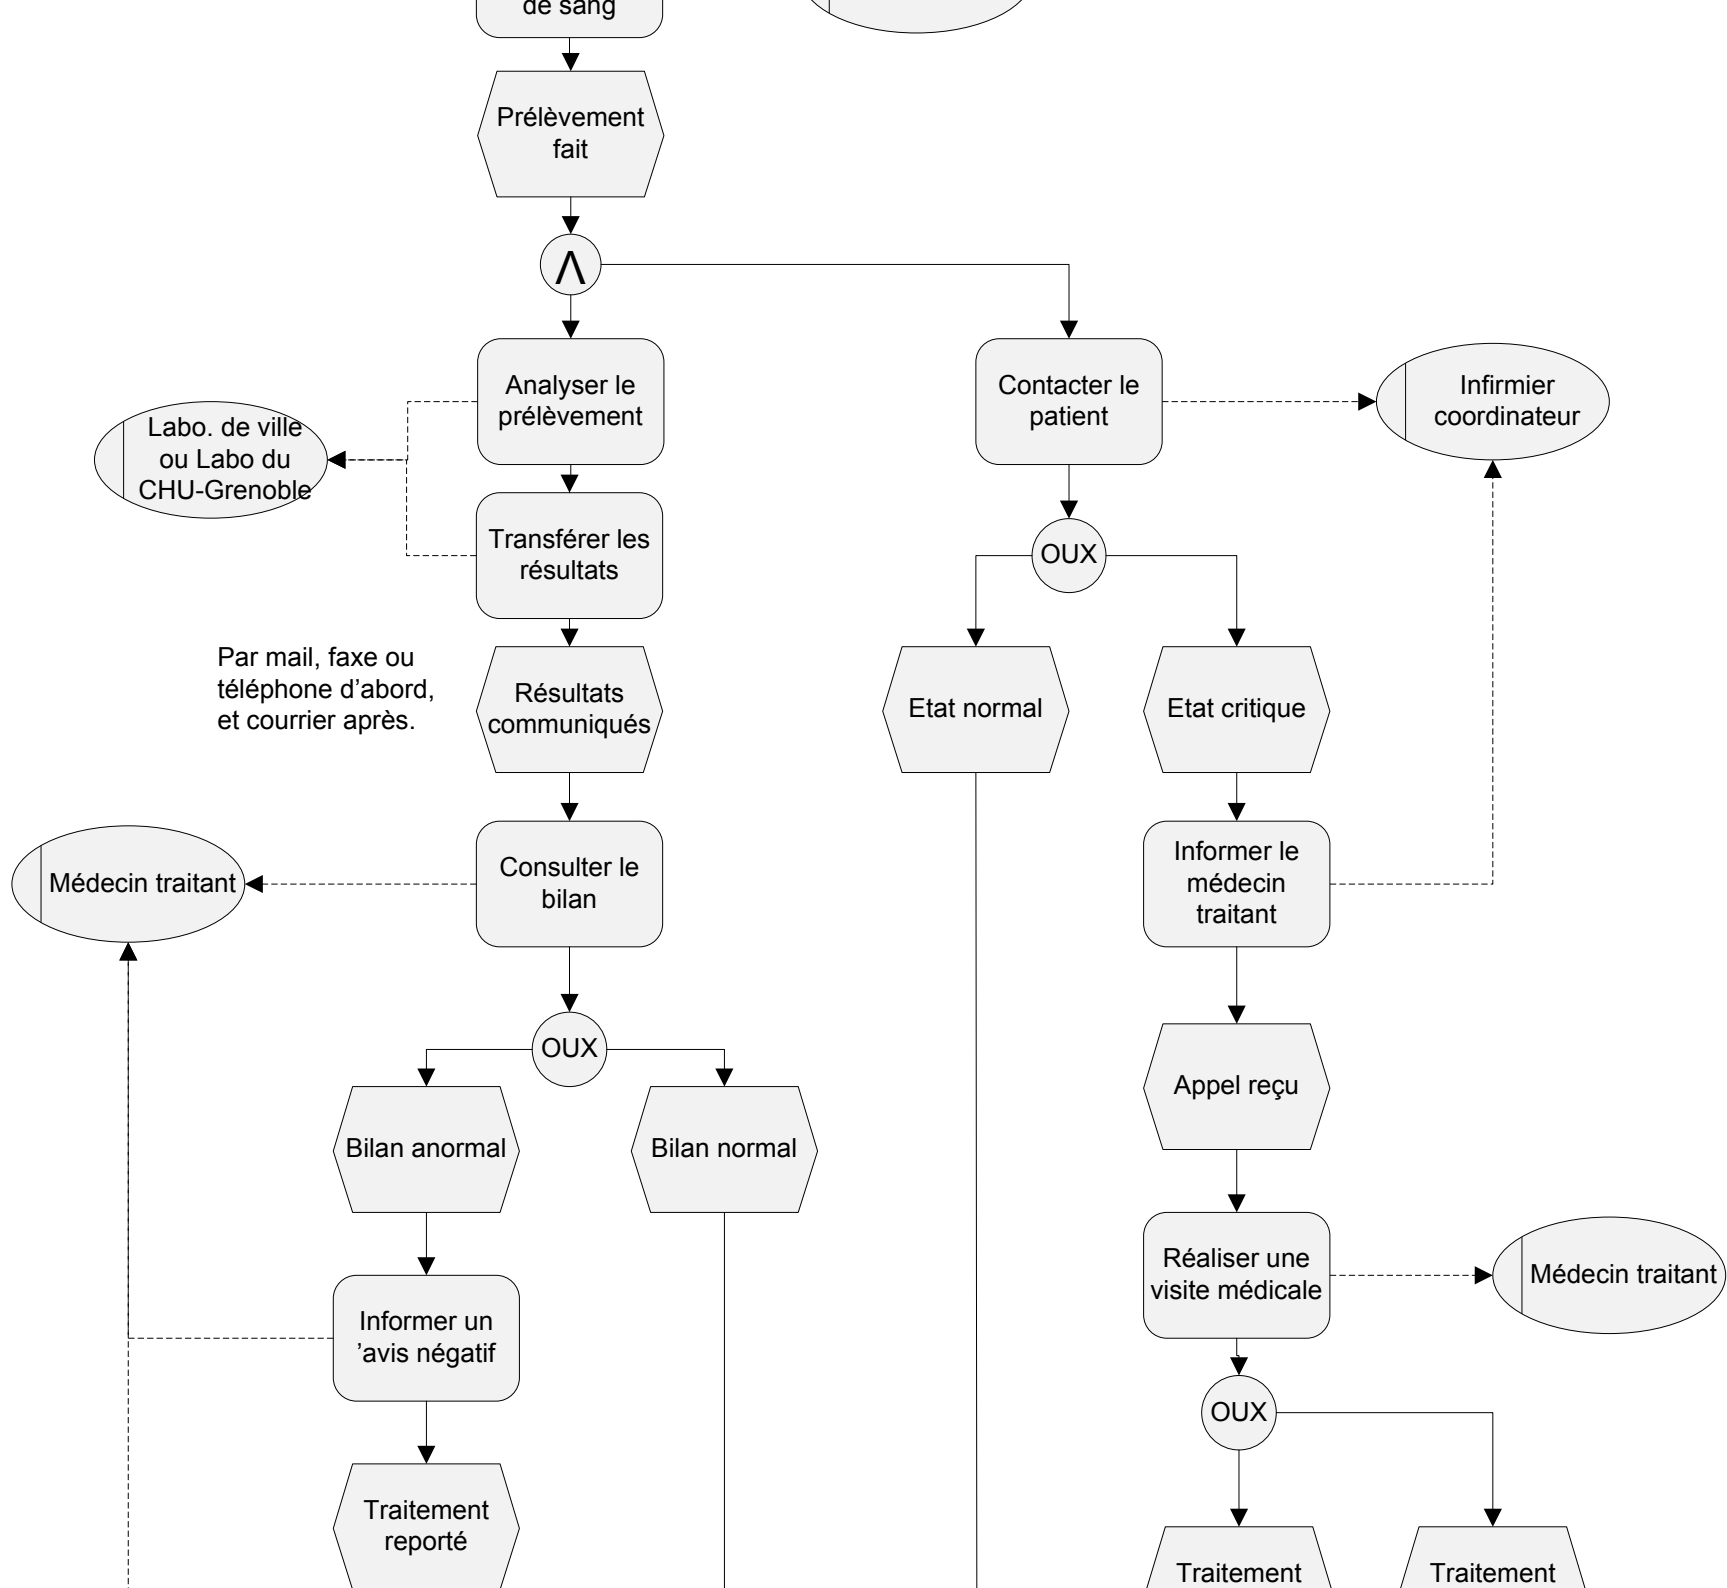 de sang
Prélèvement
fait
Λ
Analyser le
prélèvement
Contacter le
patient
Infirmier
coordinateur
Labo. de ville
ou Labo du
CHU-Grenoble
Transférer les
résultats
OUX
Par mail, faxe ou
téléphone d’abord,
et courrier après.
Résultats
communiqués
Etat normal
Etat critique
Médecin traitant
Consulter le
bilan
Informer le
médecin
traitant
OUX
Appel reçu
Bilan anormal
Bilan normal
Réaliser une
visite médicale
Médecin traitant
Informer un
’avis négatif
OUX
Traitement
reporté
Traitement
Traitement